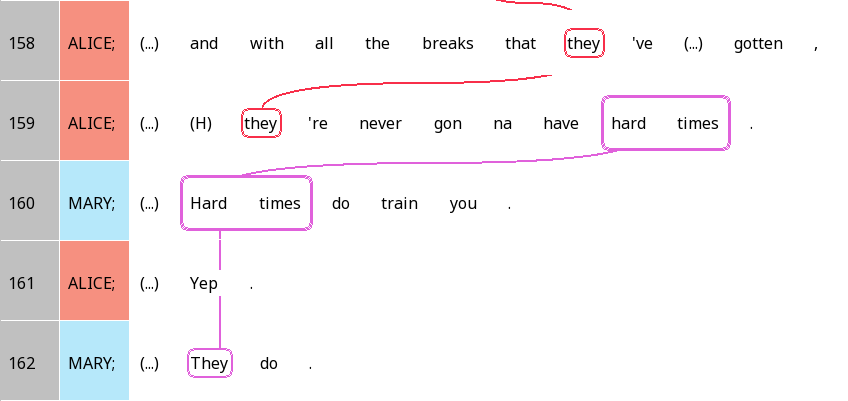 158 ALICE; (...) and with all the breaks that they 've (...) gotten ,
159 ALICE; (...) (H) they 're never gon na have hard times .
160 MARY; (...) Hard times do train you .
161 ALICE; (...) Yep .
162 MARY; (...) They do .